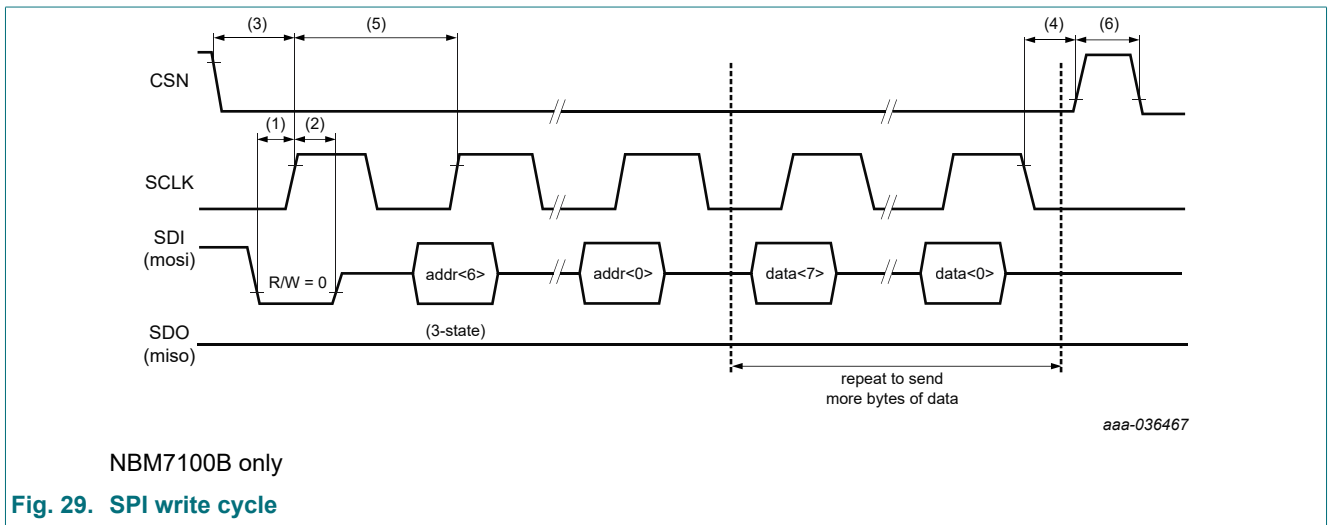 (3) (5) (4) (6)
CSN
(1) (2)
SCLK
SDI
(mosi)
R/W = 0 addr<6> addr<0> data<7> data<0>
SDO
(miso)
(3-state)
repeat to send
more bytes of data
aaa-036467
NBM7100B only
Fig. 29. SPI write cycle